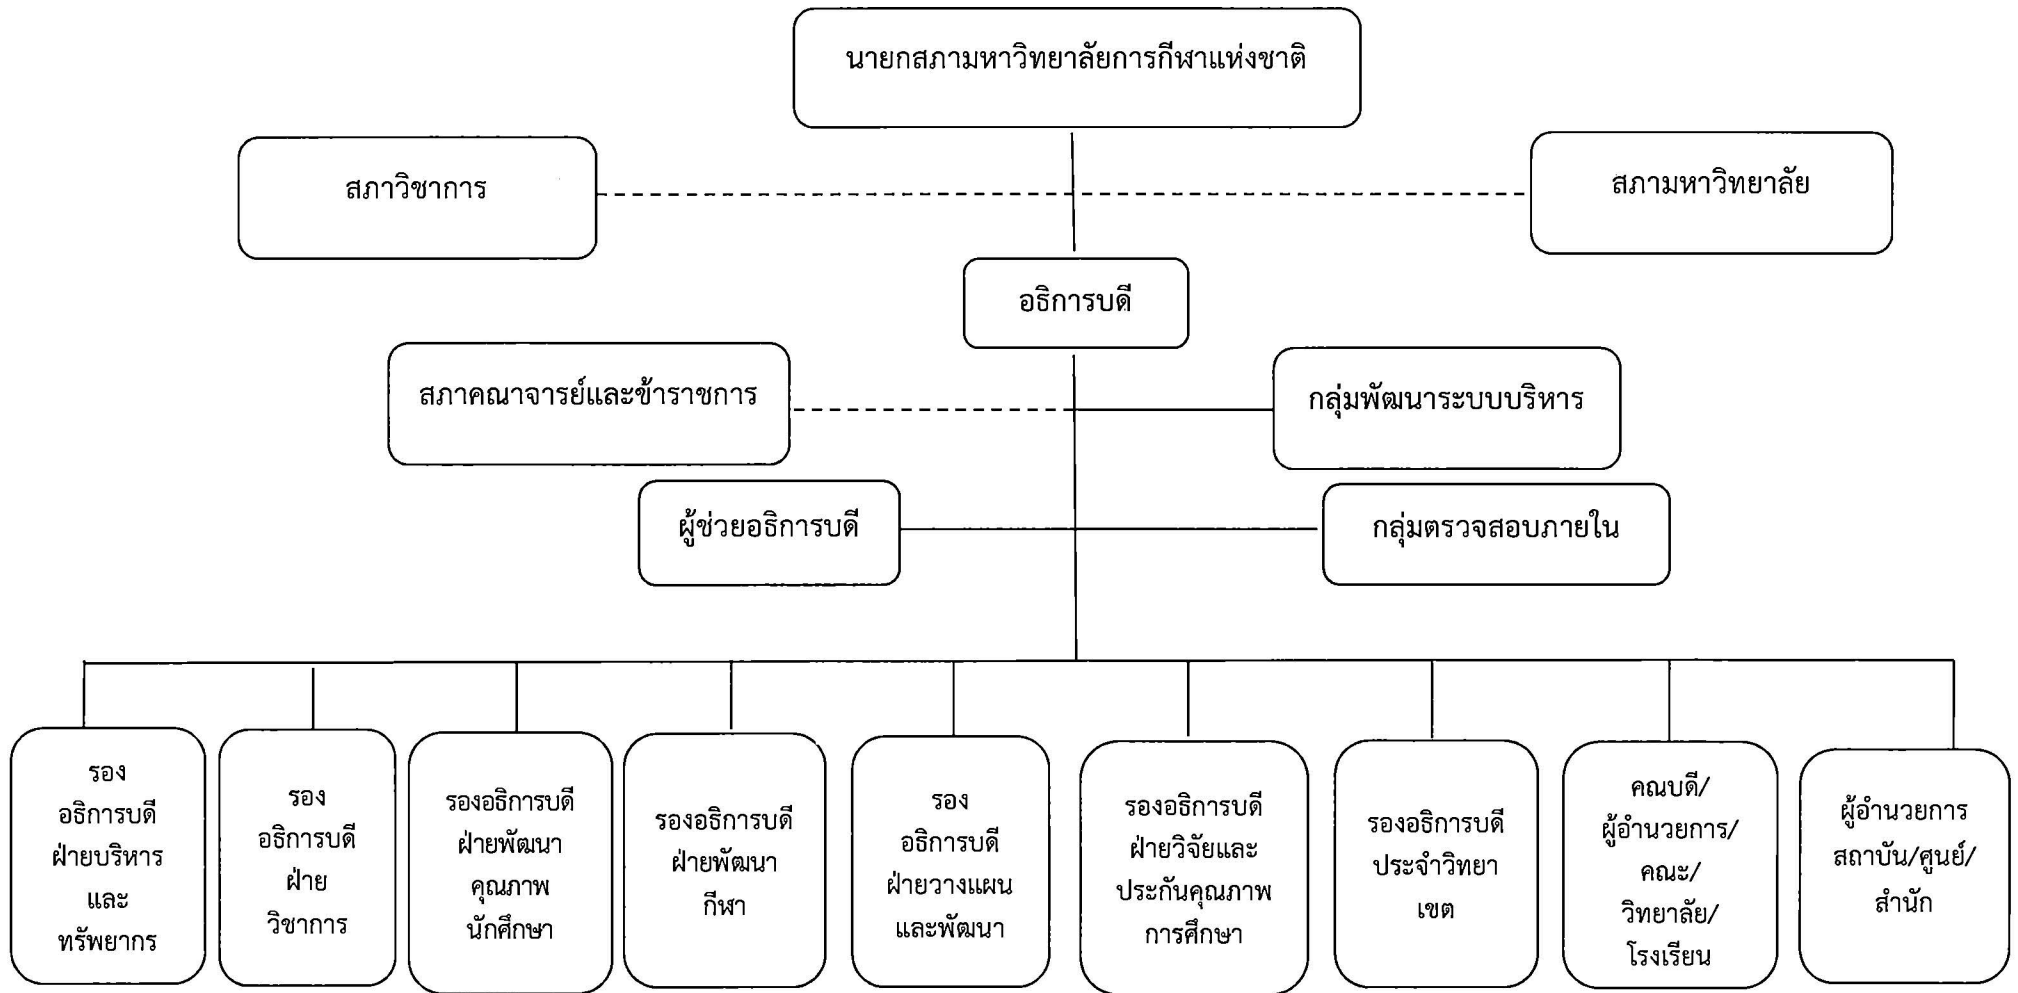 นายกสภามหาวิทยาลัยการกีฬาแห่งชาติ
สภาวิชาการ
สภามหาวิทยาลัย
อธิการบดี
สภาคณาจารย์และข้าราชการ
กลุ่มพัฒนาระบบบริหาร
ผู้ช่วยอธิการบดี
กลุ่มตรวจสอบภายใน
รอง
อธิการบดี
ฝ่ายบริหาร
และ
ทรัพยากร
รอง
อธิการบดี
ฝ่าย
วิชาการ
รองอธิการบดี
ฝ่ายพัฒนา
คุณภาพ
นักศึกษา
รองอธิการบดี
ฝ่ายพัฒนา
กีฬา
รอง
อธิการบดี
ฝ่ายวางแผน
และพัฒนา
รองอธิการบดี
ฝ่ายวิจัยและ
ประกันคุณภาพ
การศึกษา
รองอธิการบดี
ประจำวิทยา
เขต
คณบดี/
ผู้อำนวยการ/
คณะ/
วิทยาลัย/
โรงเรียน
ผู้อำนวยการ
สถาบัน/ศูนย์/
สำนัก